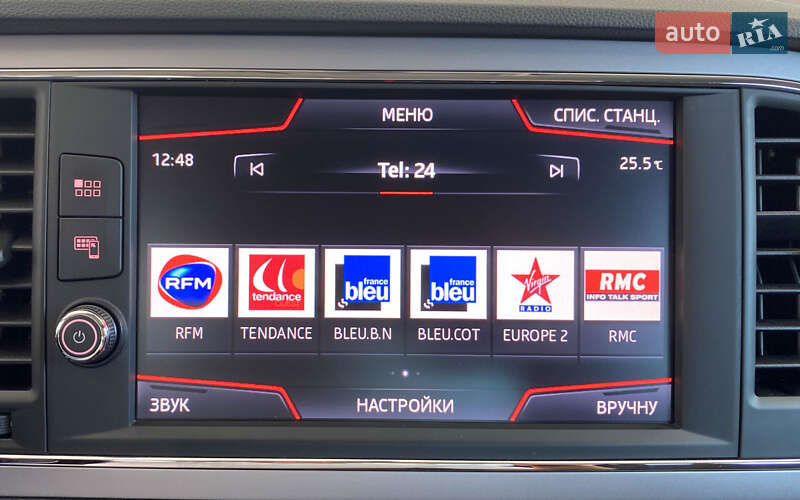 auto RIA .com
МЕНЮ
СПИС. СТАНЦ.
12:48
Tel: 24
25.5°C
RFM
tendance
france bleu
france bleu
Virgin RADIO
RMC INFO TALK SPORT
RFM
TENDANCE
BLEU.B.N
BLEU.COT
EUROPE 2
RMC
ЗВУК
НАСТРОЙКИ
ВРУЧНУ